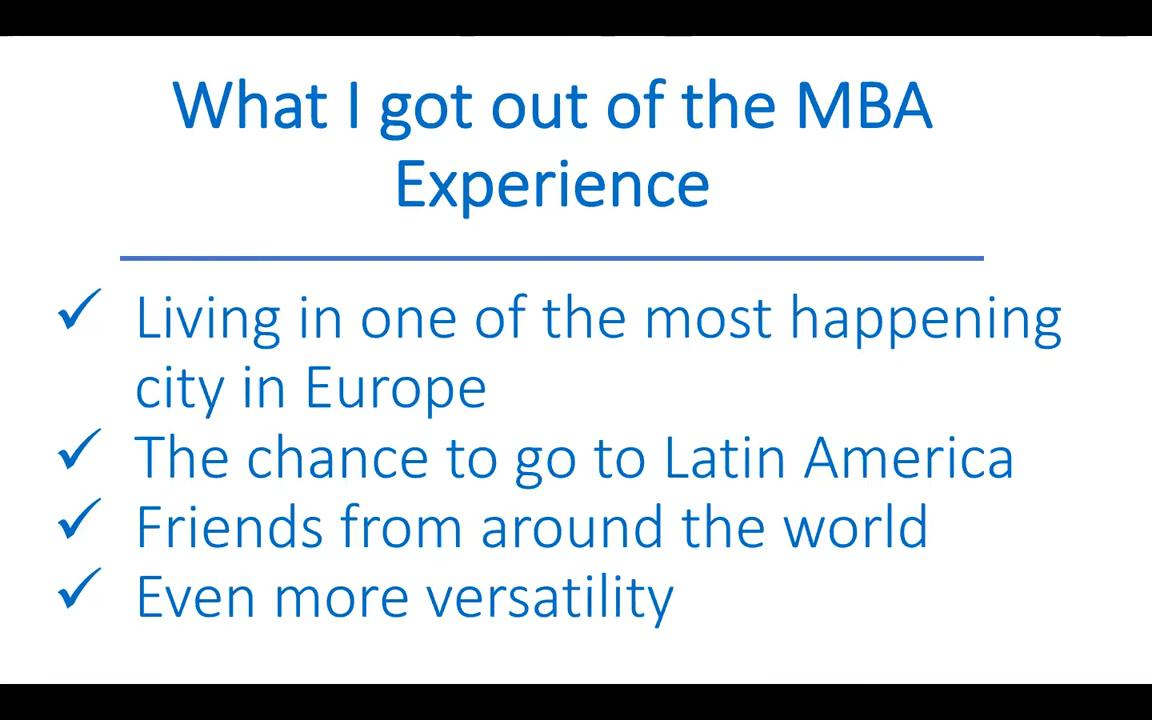 What I got out of the MBA
Experience
✓ Living in one of the most happening
city in Europe
✓ The chance to go to Latin America
✓ Friends from around the world
✓ Even more versatility